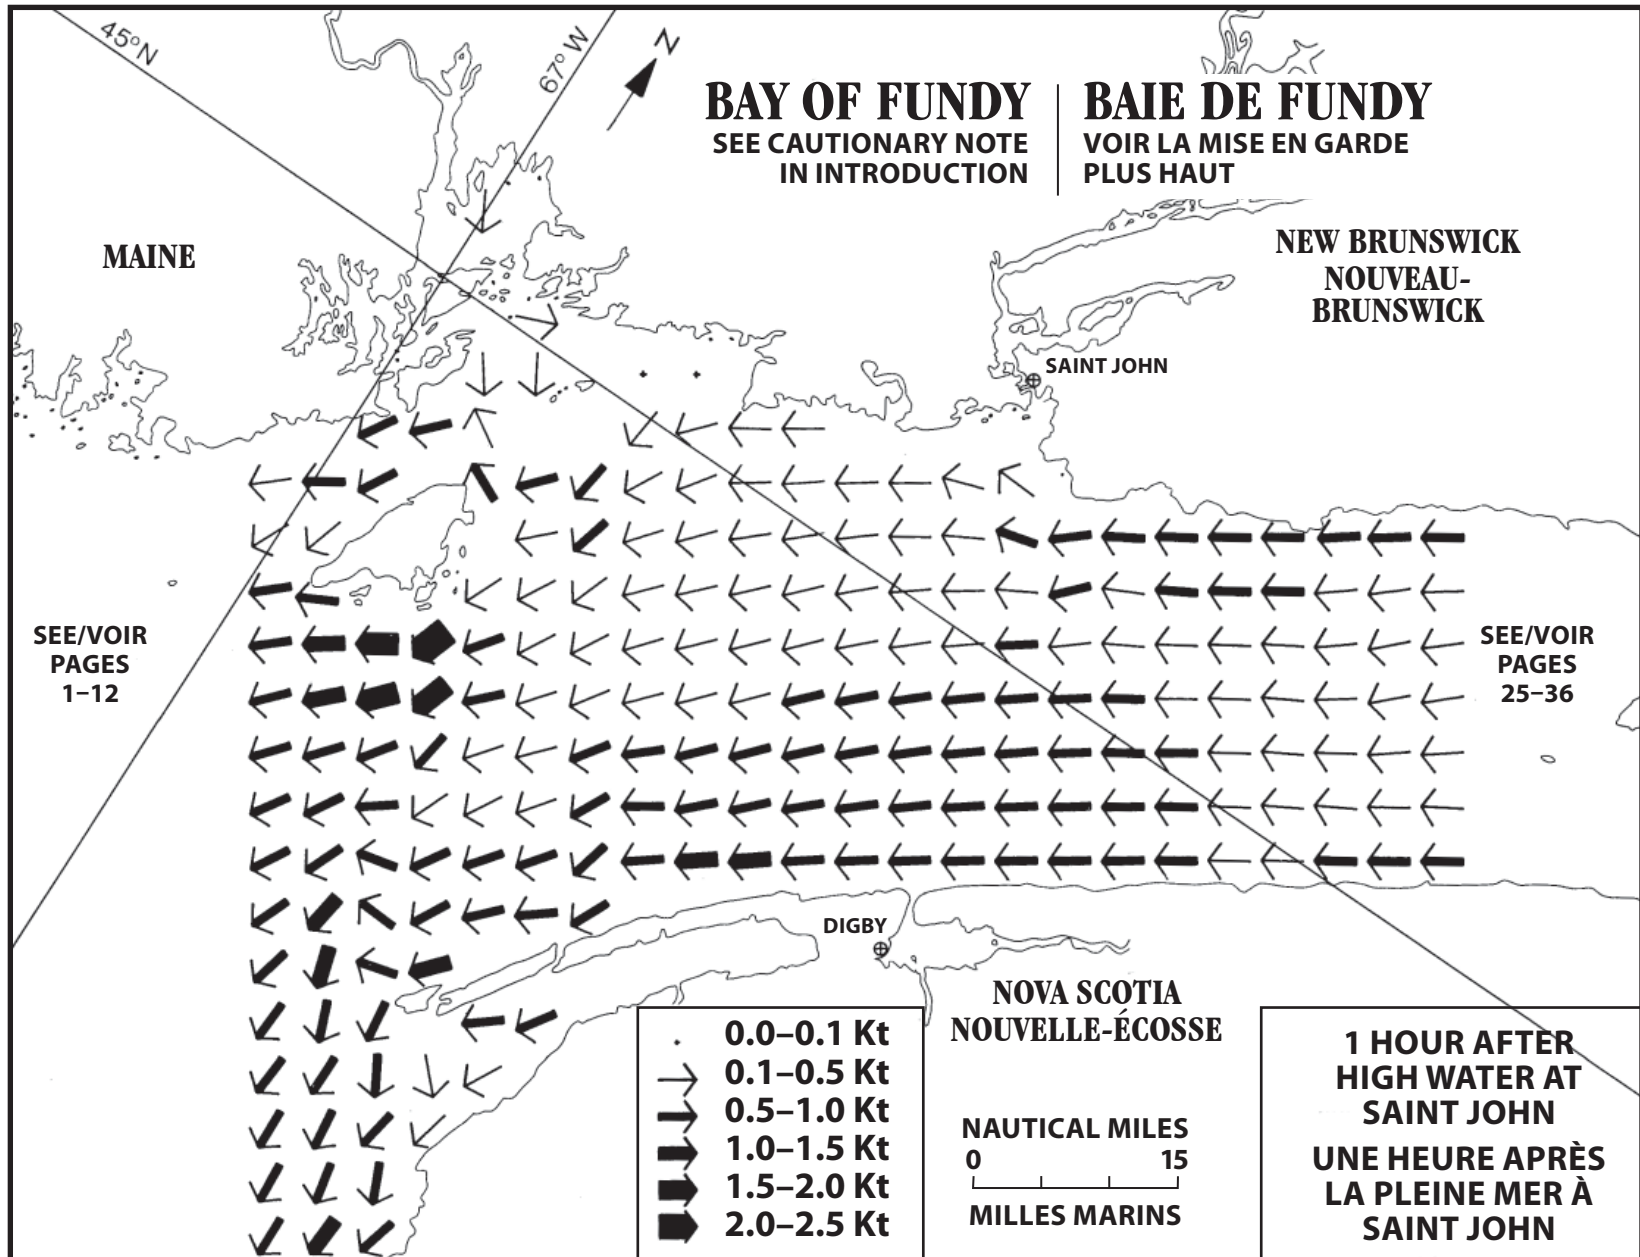 45°N
67° W
N
BAY OF FUNDY
SEE CAUTIONARY NOTE
IN INTRODUCTION
BAIE DE FUNDY
VOIR LA MISE EN GARDE
PLUS HAUT
MAINE
NEW BRUNSWICK
NOUVEAU-
BRUNSWICK
SAINT JOHN
SEE/VOIR
PAGES
1–12
SEE/VOIR
PAGES
25–36
DIGBY
NOVA SCOTIA
NOUVELLE-ÉCOSSE
0.0–0.1 Kt
0.1–0.5 Kt
0.5–1.0 Kt
1.0–1.5 Kt
1.5–2.0 Kt
2.0–2.5 Kt
NAUTICAL MILES
0 15
MILLES MARINS
1 HOUR AFTER
HIGH WATER AT
SAINT JOHN
UNE HEURE APRÈS
LA PLEINE MER À
SAINT JOHN